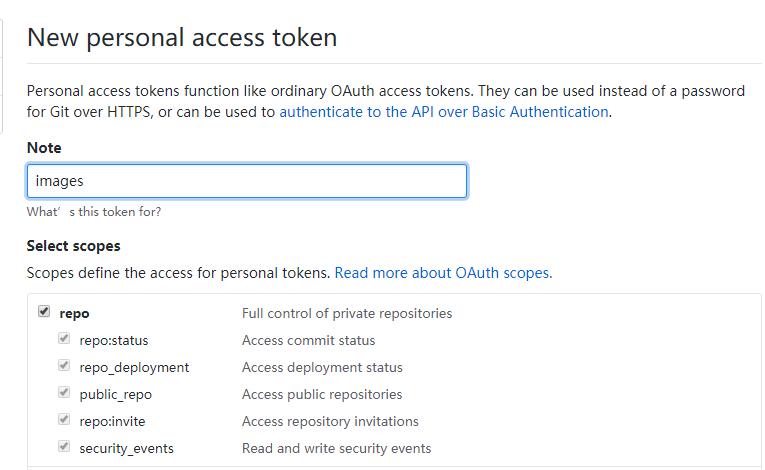 New personal access token
Personal access tokens function like ordinary OAuth access tokens. They can be used instead of a password
for Git over HTTPS, or can be used to authenticate to the API over Basic Authentication.
Note
images
What’s this token for?
Select scopes
Scopes define the access for personal tokens. Read more about OAuth scopes.
repo Full control of private repositories
repo:status Access commit status
repo_deployment Access deployment status
public_repo Access public repositories
repo:invite Access repository invitations
security_events Read and write security events